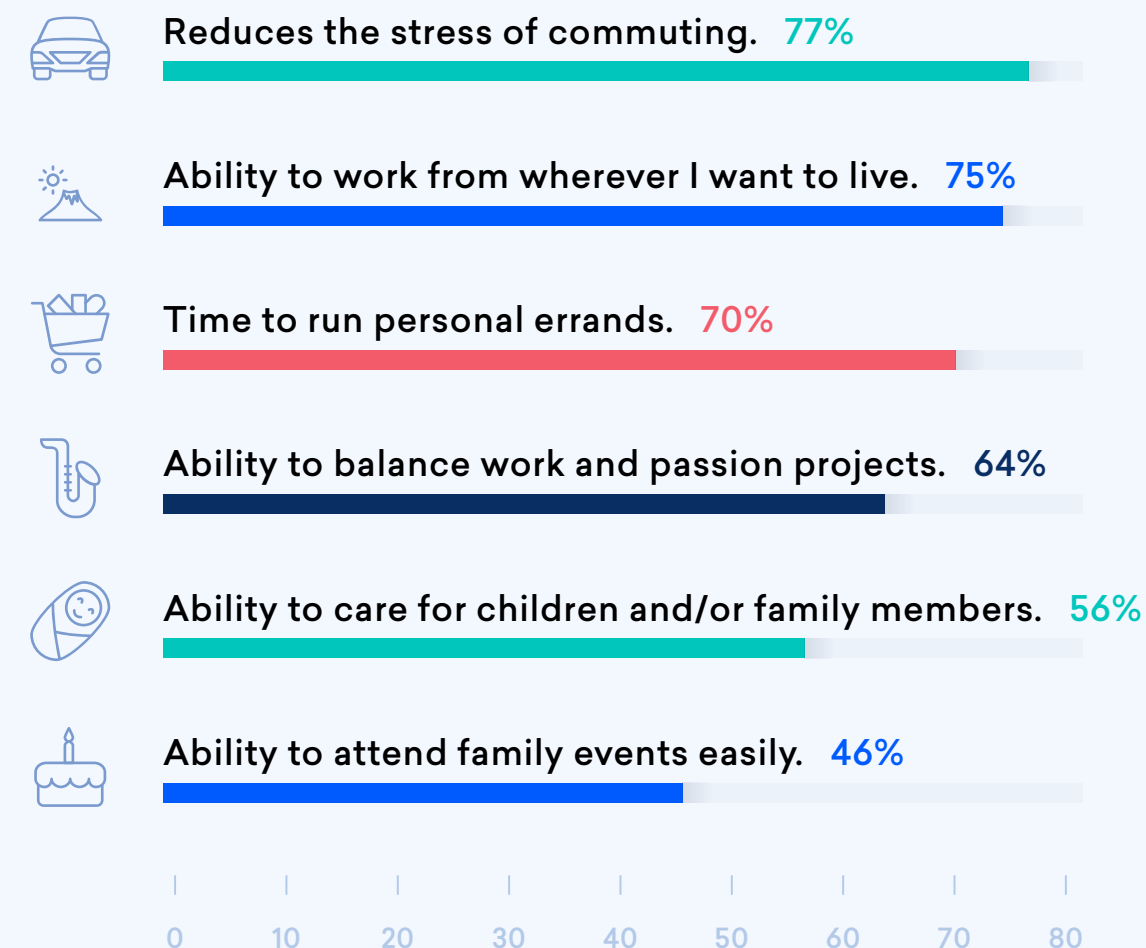 Reduces the stress of commuting. 77%
Ability to work from wherever I want to live. 75%
Time to run personal errands. 70%
Ability to balance work and passion projects. 64%
Ability to care for children and/or family members. 56%
Ability to attend family events easily. 46%
0 10 20 30 40 50 60 70 80